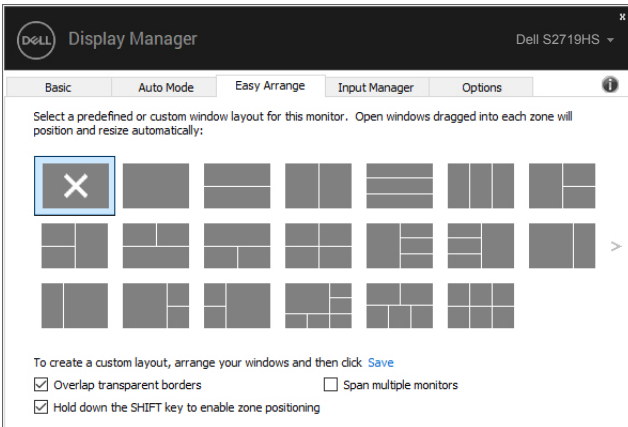 x
DELL Display Manager Dell S2719HS
Basic Auto Mode Easy Arrange Input Manager Options i
Select a predefined or custom window layout for this monitor. Open windows dragged into each zone will
position and resize automatically:
>
To create a custom layout, arrange your windows and then click Save
Overlap transparent borders Span multiple monitors
Hold down the SHIFT key to enable zone positioning